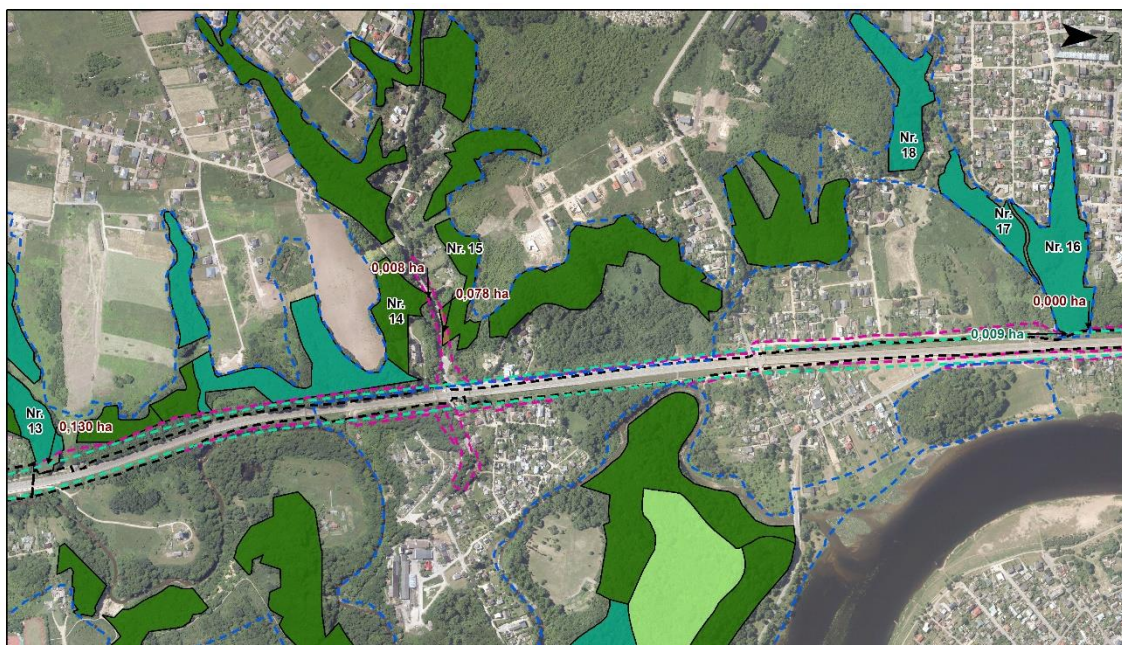 Nr.
18
Nr.
17
Nr. 16
Nr. 15
0,008 ha
0,078 ha
Nr.
14
0,000 ha
0,009 ha
Nr.
13
0,130 ha